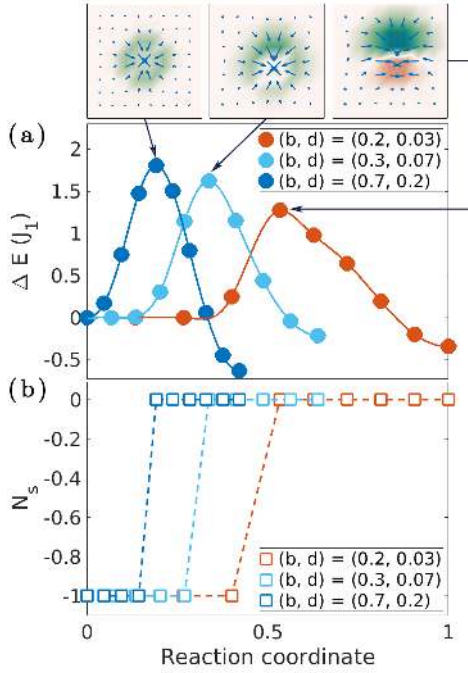 (a)
2
1.5
1
0.5
0
-0.5
Δ E (J₁)
(b, d) = (0.2, 0.03)
(b, d) = (0.3, 0.07)
(b, d) = (0.7, 0.2)
(b)
0
-0.2
-0.4
-0.6
-0.8
-1
Nₛ
(b, d) = (0.2, 0.03)
(b, d) = (0.3, 0.07)
(b, d) = (0.7, 0.2)
0 0.5 1
Reaction coordinate